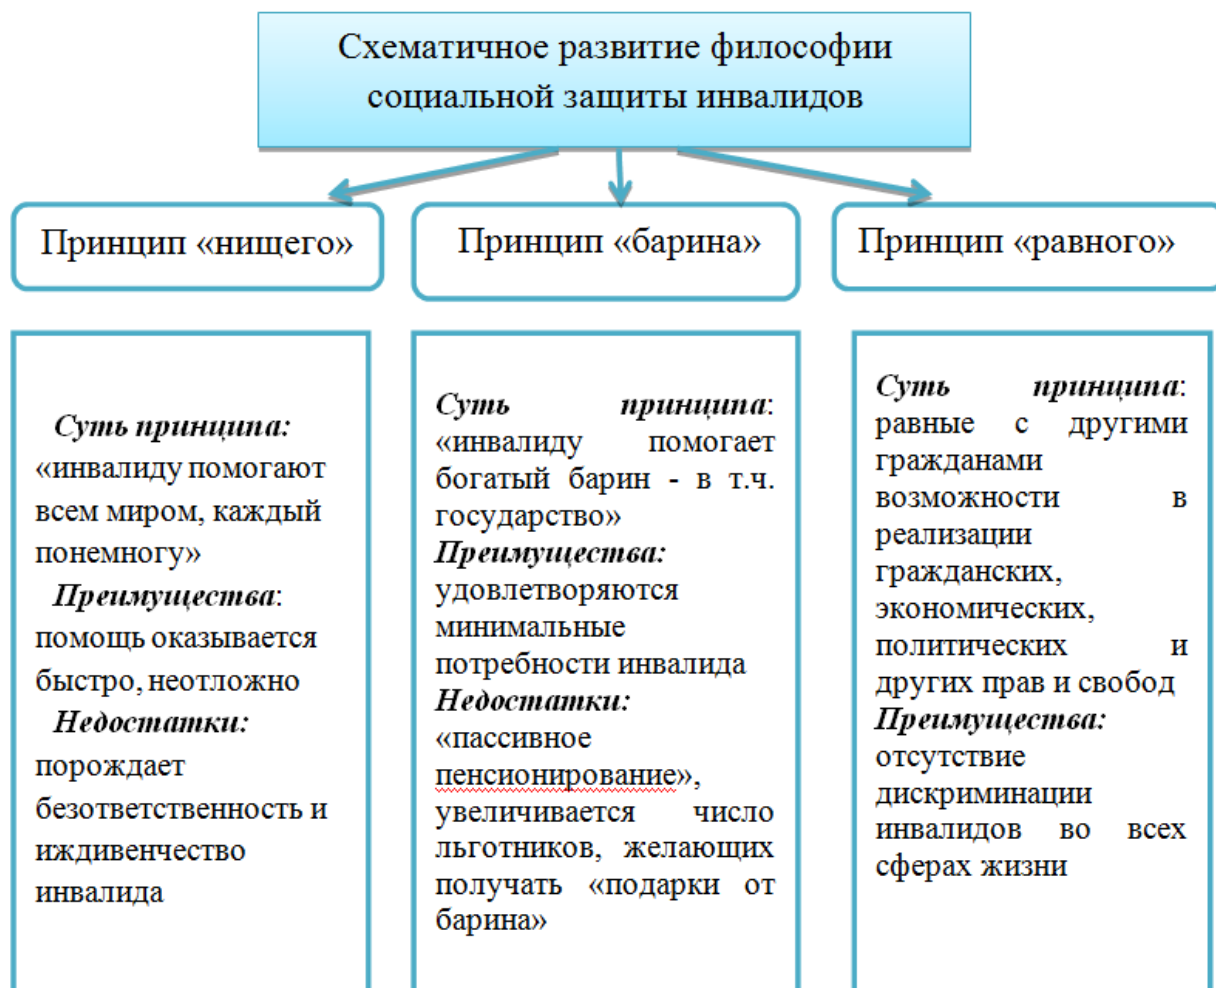 Схематичное развитие философии
социальной защиты инвалидов
Принцип «нищего»
Принцип «барина»
Принцип «равного»
Суть принципа:
«инвалиду помогают
всем миром, каждый
понемногу»
Преимущества:
помощь оказывается
быстро, неотложно
Недостатки:
порождает
безответственность и
иждивенчество
инвалида
Суть принципа:
«инвалиду помогает
богатый барин - в т.ч.
государство»
Преимущества:
удовлетворяются
минимальные
потребности инвалида
Недостатки:
«пассивное
пенсионирование»,
увеличивается число
льготников, желающих
получать «подарки от
барина»
Суть принципа:
равные с другими
гражданами
возможности в
реализации
гражданских,
экономических,
политических и
других прав и свобод
Преимущества:
отсутствие
дискриминации
инвалидов во всех
сферах жизни